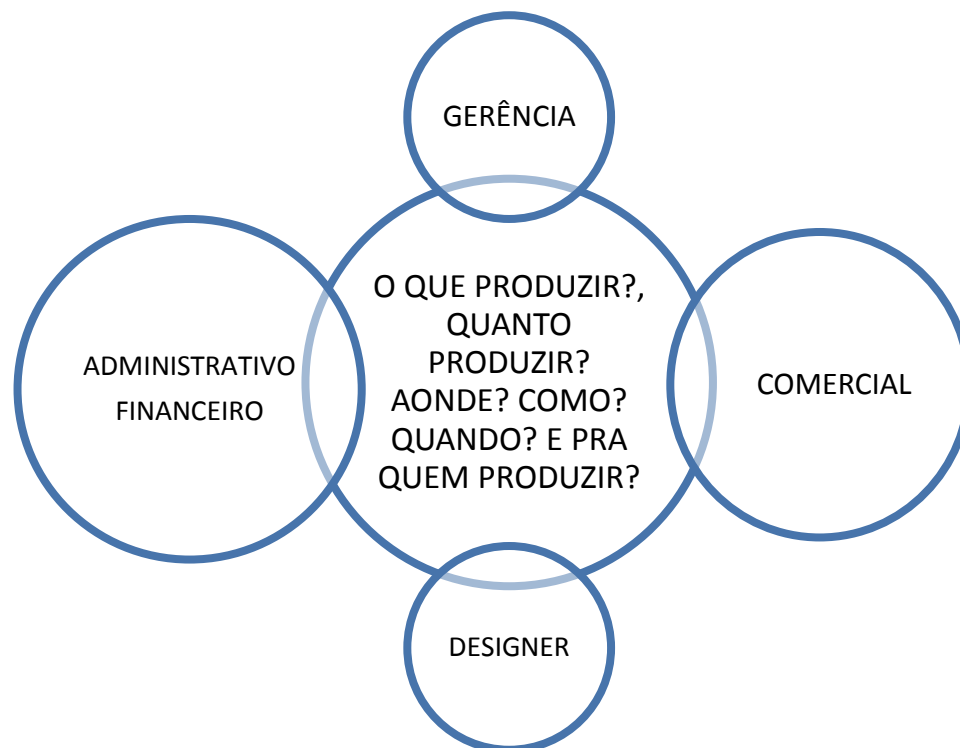 GERÊNCIA
O QUE PRODUZIR?,
QUANTO
PRODUZIR?
AONDE? COMO?
QUANDO? E PRA
QUEM PRODUZIR?
ADMINISTRATIVO
FINANCEIRO
COMERCIAL
DESIGNER